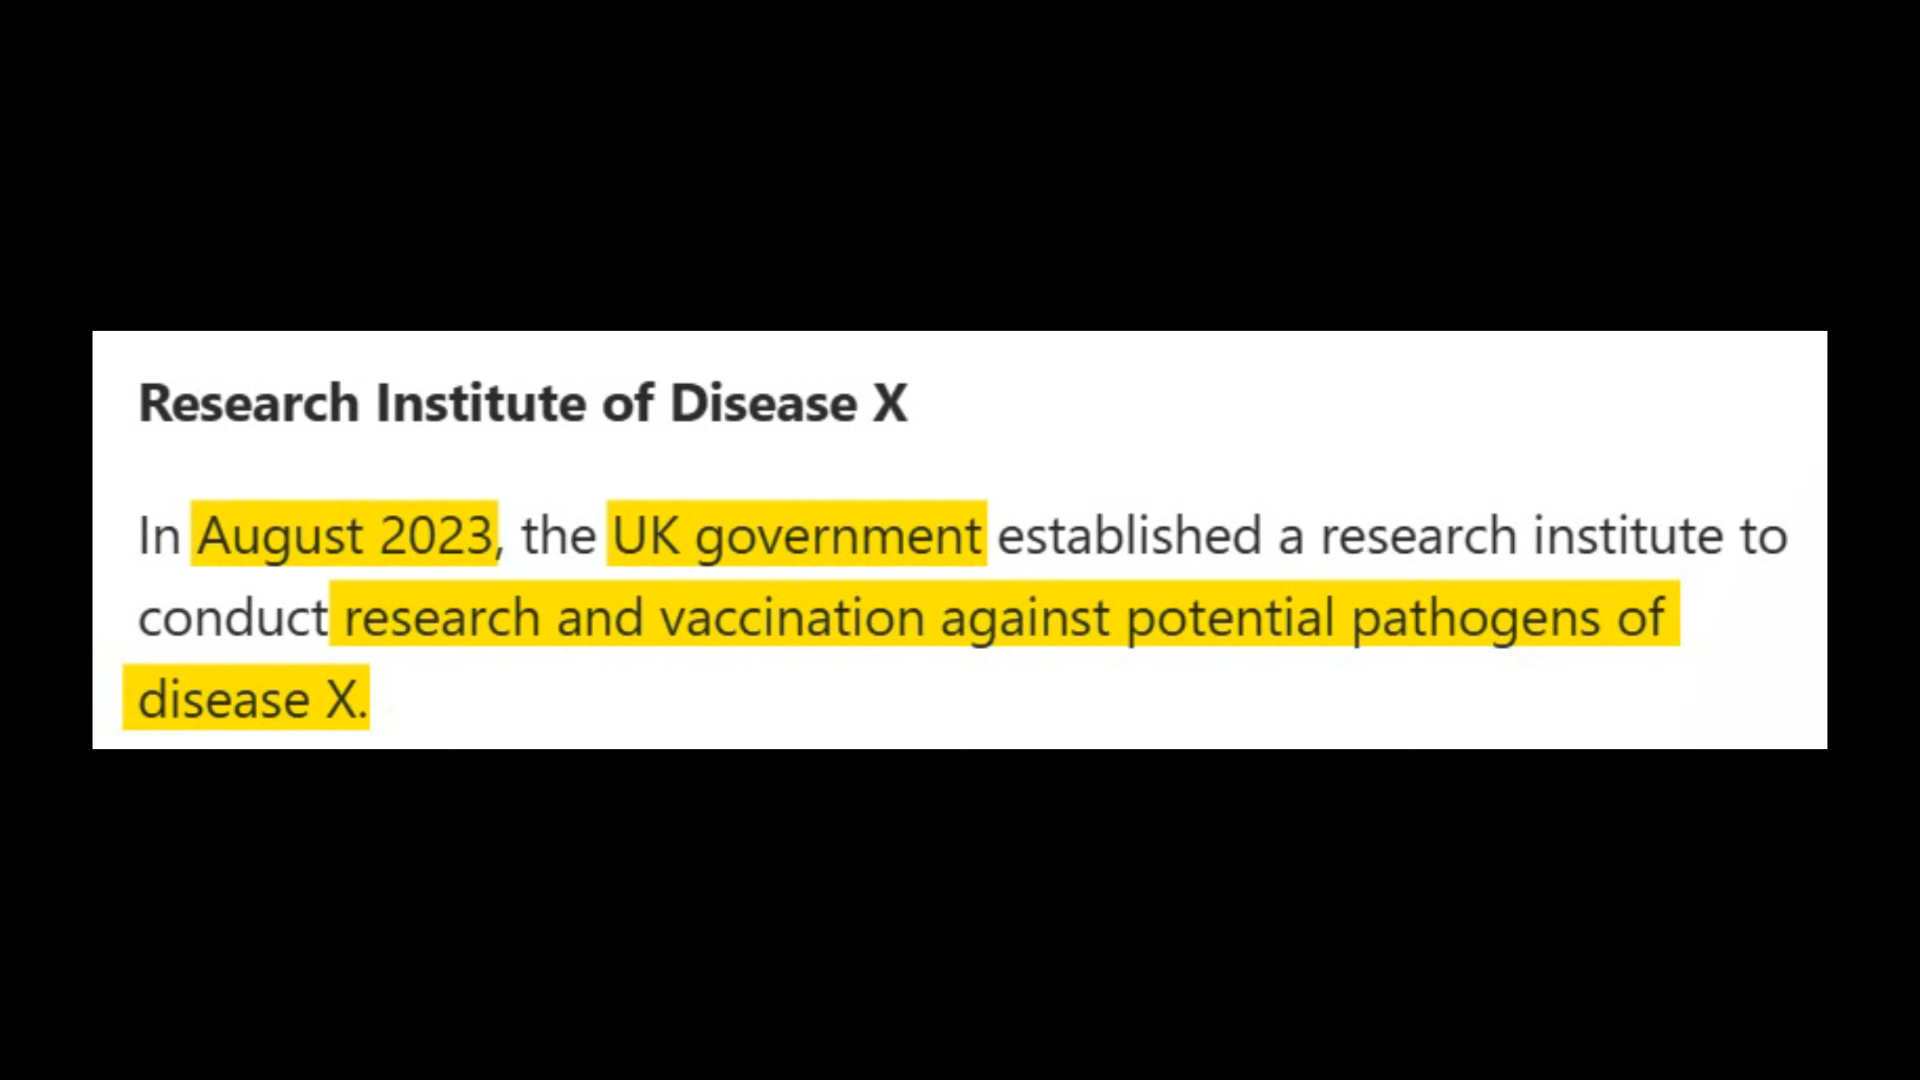 Research Institute of Disease X
In August 2023, the UK government established a research institute to
conduct research and vaccination against potential pathogens of
disease X.